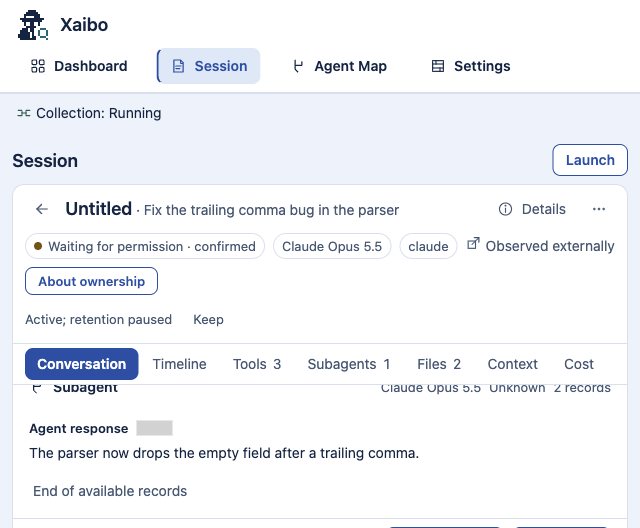 Xaibo
Dashboard Session Agent Map Settings
Collection: Running
Session Launch
Untitled · Fix the trailing comma bug in the parser Details ···
Waiting for permission · confirmed Claude Opus 5.5 claude Observed externally
About ownership
Active; retention paused Keep
Conversation Timeline Tools 3 Subagents 1 Files 2 Context Cost
Subagent Claude Opus 5.5 Unknown 2 records
Agent response
The parser now drops the empty field after a trailing comma.
End of available records